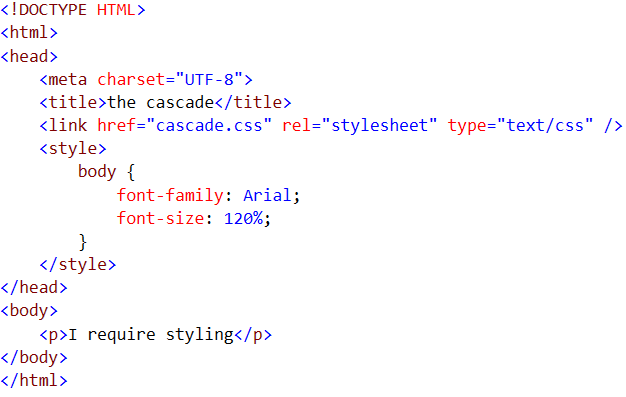 <!DOCTYPE HTML>
<html>
<head>
    <meta charset="UTF-8">
    <title>the cascade</title>
    <link href="cascade.css" rel="stylesheet" type="text/css" />
    <style>
        body {
            font-family: Arial;
            font-size: 120%;
        }
    </style>
</head>
<body>
    <p>I require styling</p>
</body>
</html>